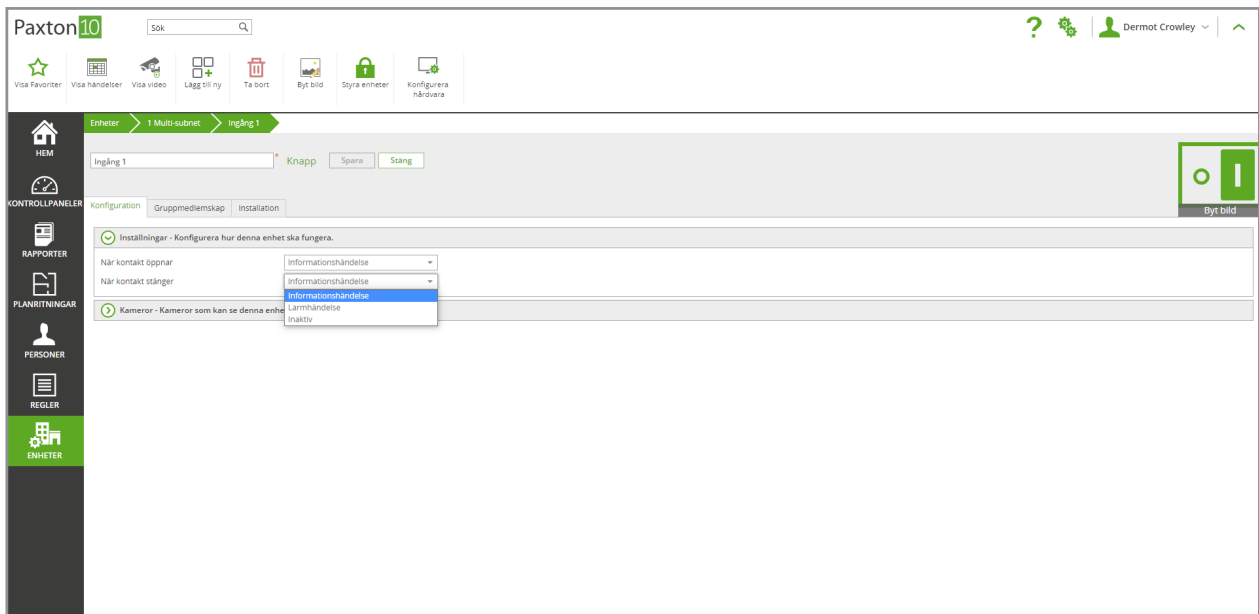 Paxton10
Sök
?
Dermot Crowley
Visa Favoriter
Visa händelser
Visa video
Lägg till ny
Ta bort
Byt bild
Styra enheter
Konfigurera
hårdvara
HEM
KONTROLLPANELER
RAPPORTER
PLANRITNINGAR
PERSONER
REGLER
ENHETER
Enheter
1 Multi-subnet
Ingång 1
Ingång 1
* Knapp
Spara
Stäng
Byt bild
Konfiguration
Gruppmedlemskap
Installation
Inställningar - Konfigurera hur denna enhet ska fungera.
När kontakt öppnar
Informationshändelse
När kontakt stänger
Informationshändelse
Informationshändelse
Larmhändelse
Inaktiv
Kameror - Kameror som kan se denna enhe